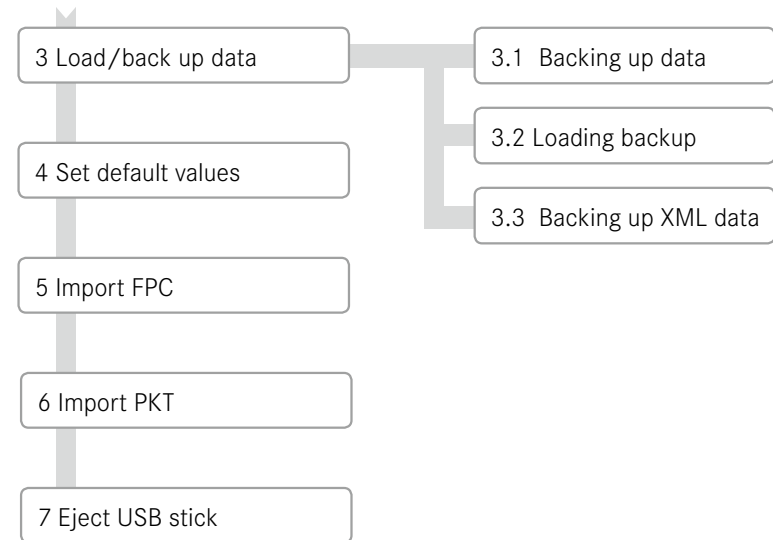 3 Load/back up data
3.1 Backing up data
3.2 Loading backup
3.3 Backing up XML data
4 Set default values
5 Import FPC
6 Import PKT
7 Eject USB stick